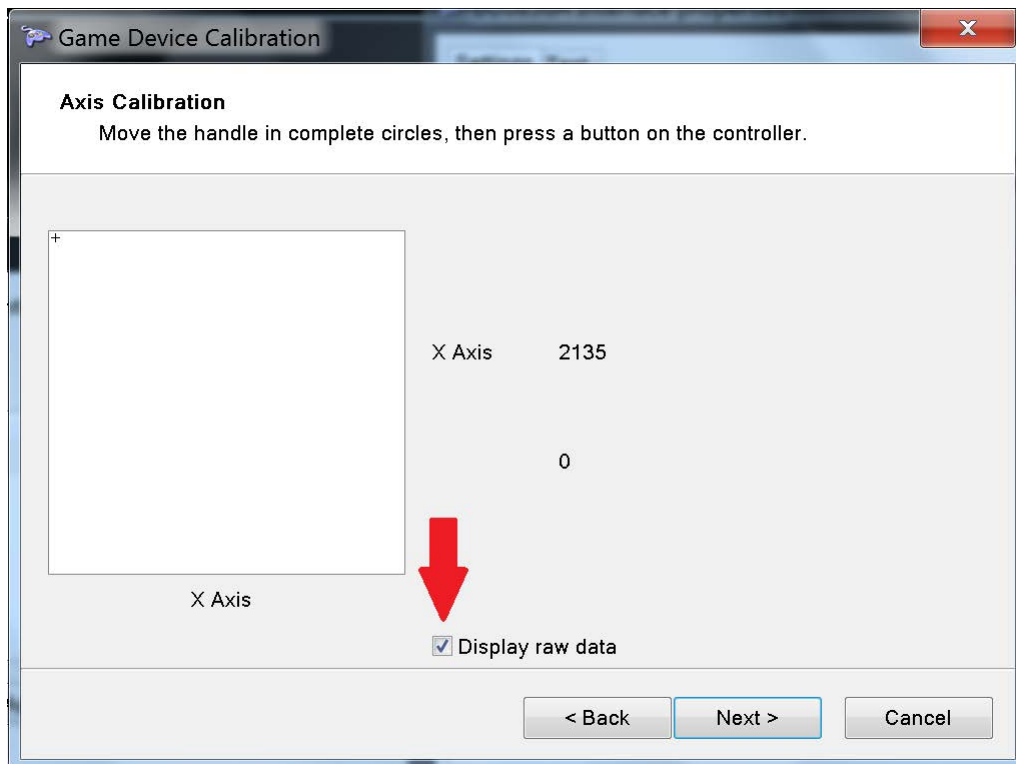 Game Device Calibration
Axis Calibration
Move the handle in complete circles, then press a button on the controller.
X Axis 2135
0
X Axis
Display raw data
< Back Next > Cancel